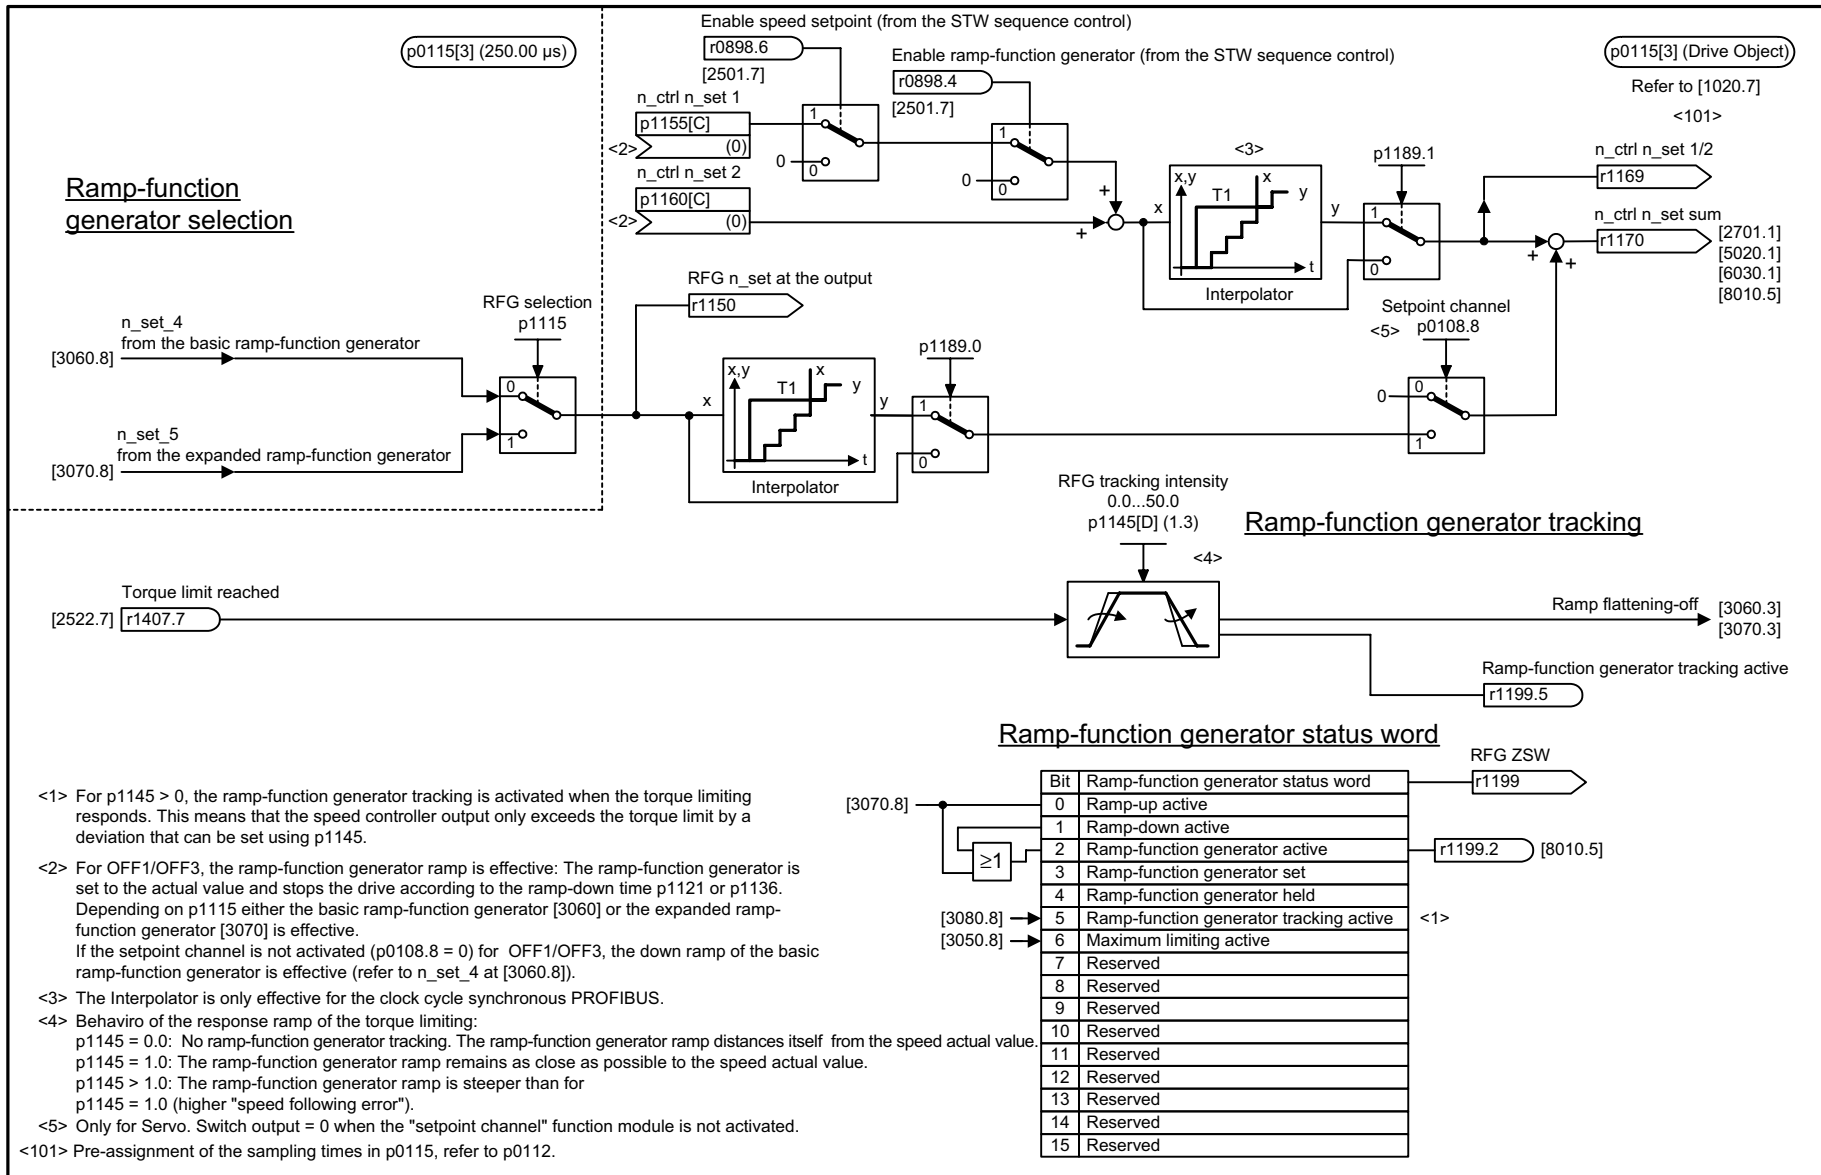 p0115[3] (250.00 µs)
Enable speed setpoint (from the STW sequence control)
r0898.6
[2501.7]
Enable ramp-function generator (from the STW sequence control)
r0898.4
[2501.7]
p0115[3] (Drive Object)
Refer to [1020.7]
<101>
n_ctrl n_set 1
p1155[C]
(0)
<2>
1
0
0
1
0
0
n_ctrl n_set 2
p1160[C]
(0)
<2>
+
+
<3>
x
x,y
T1
x
y
t
y
Interpolator
p1189.1
1
0
n_ctrl n_set 1/2
r1169
n_ctrl n_set sum
r1170
+
+
[2701.1]
[5020.1]
[6030.1]
[8010.5]
Ramp-function
generator selection
RFG selection
p1115
n_set_4
from the basic ramp-function generator
[3060.8]
0
1
n_set_5
from the expanded ramp-function generator
[3070.8]
RFG n_set at the output
r1150
x
x,y
T1
x
y
t
y
Interpolator
p1189.0
1
0
Setpoint channel
<5>
p0108.8
0
0
1
RFG tracking intensity
0.0...50.0
p1145[D] (1.3)
<4>
Ramp-function generator tracking
Torque limit reached
[2522.7]
r1407.7
Ramp flattening-off
[3060.3]
[3070.3]
Ramp-function generator tracking active
r1199.5
Ramp-function generator status word
RFG ZSW
r1199
Bit Ramp-function generator status word
0 Ramp-up active
1 Ramp-down active
2 Ramp-function generator active
3 Ramp-function generator set
4 Ramp-function generator held
5 Ramp-function generator tracking active
6 Maximum limiting active
7 Reserved
8 Reserved
9 Reserved
10 Reserved
11 Reserved
12 Reserved
13 Reserved
14 Reserved
15 Reserved
[3070.8]
≥1
[3080.8]
[3050.8]
r1199.2
[8010.5]
<1>
<1> For p1145 > 0, the ramp-function generator tracking is activated when the torque limiting
responds. This means that the speed controller output only exceeds the torque limit by a
deviation that can be set using p1145.
<2> For OFF1/OFF3, the ramp-function generator ramp is effective: The ramp-function generator is
set to the actual value and stops the drive according to the ramp-down time p1121 or p1136.
Depending on p1115 either the basic ramp-function generator [3060] or the expanded ramp-
function generator [3070] is effective.
If the setpoint channel is not activated (p0108.8 = 0) for OFF1/OFF3, the down ramp of the basic
ramp-function generator is effective (refer to n_set_4 at [3060.8]).
<3> The Interpolator is only effective for the clock cycle synchronous PROFIBUS.
<4> Behaviro of the response ramp of the torque limiting:
p1145 = 0.0: No ramp-function generator tracking. The ramp-function generator ramp distances itself from the speed actual value.
p1145 = 1.0: The ramp-function generator ramp remains as close as possible to the speed actual value.
p1145 > 1.0: The ramp-function generator ramp is steeper than for
p1145 = 1.0 (higher "speed following error").
<5> Only for Servo. Switch output = 0 when the "setpoint channel" function module is not activated.
<101> Pre-assignment of the sampling times in p0115, refer to p0112.